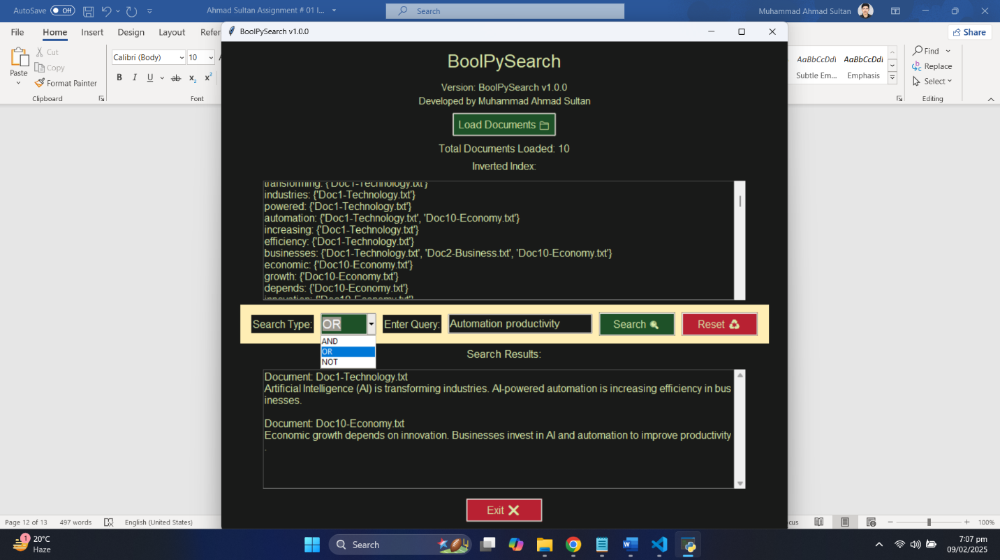 AutoSave Off
Ahmad Sultan Assignment # 01 I...
Search
Muhammad Ahmad Sultan
File Home Insert Design Layout Refer
Share
Paste
Cut
Copy
Format Painter
Clipboard
Calibri (Body) 10
B I U ab x₂ x²
Font
AaBbCcDdI AaBbCcDdI
Subtle Em... Emphasis
Find
Replace
Select
Editing
BoolPySearch v1.0.0
BoolPySearch
Version: BoolPySearch v1.0.0
Developed by Muhammad Ahmad Sultan
Load Documents
Total Documents Loaded: 10
Inverted Index:
transforming: {'Doc1-Technology.txt'}
industries: {'Doc1-Technology.txt'}
powered: {'Doc1-Technology.txt'}
automation: {'Doc1-Technology.txt', 'Doc10-Economy.txt'}
increasing: {'Doc1-Technology.txt'}
efficiency: {'Doc1-Technology.txt'}
businesses: {'Doc1-Technology.txt', 'Doc2-Business.txt', 'Doc10-Economy.txt'}
economic: {'Doc10-Economy.txt'}
growth: {'Doc10-Economy.txt'}
depends: {'Doc10-Economy.txt'}
innovation: {'Doc10-Economy.txt'}
Search Type: OR Enter Query: Automation productivity Search Reset
AND
OR
NOT
Search Results:
Document: Doc1-Technology.txt
Artificial Intelligence (AI) is transforming industries. AI-powered automation is increasing efficiency in bus
inesses.
Document: Doc10-Economy.txt
Economic growth depends on innovation. Businesses invest in AI and automation to improve productivity
.
Exit
Page 12 of 13 497 words English (United States)
cus
100%
1
20°C
Haze
Search
7:07 pm
09/02/2025